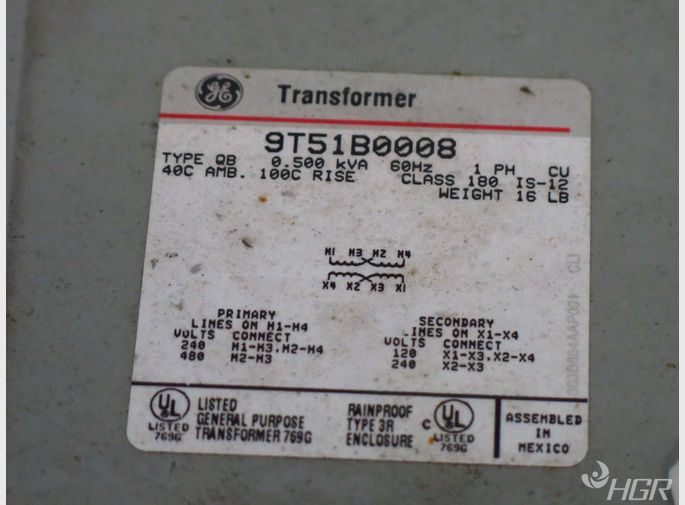 GE Transformer
9T51B0008
TYPE QB 0.500 KVA 60Hz 1 PH CU
40C AMB. 100C RISE CLASS 180 IS-12
WEIGHT 16 LB
H1 H3 H2 H4
X4 X2 X3 X1
PRIMARY
LINES ON H1-H4
VOLTS CONNECT
240 H1-H3,H2-H4
480 H2-H3
SECONDARY
LINES ON X1-X4
VOLTS CONNECT
120 X1-X3,X2-X4
240 X2-X3
UL
LISTED
769G
LISTED
GENERAL PURPOSE
TRANSFORMER 769G
RAINPROOF
TYPE 3R
ENCLOSURE
C UL
LISTED
769G
ASSEMBLED
IN
MEXICO
HGR